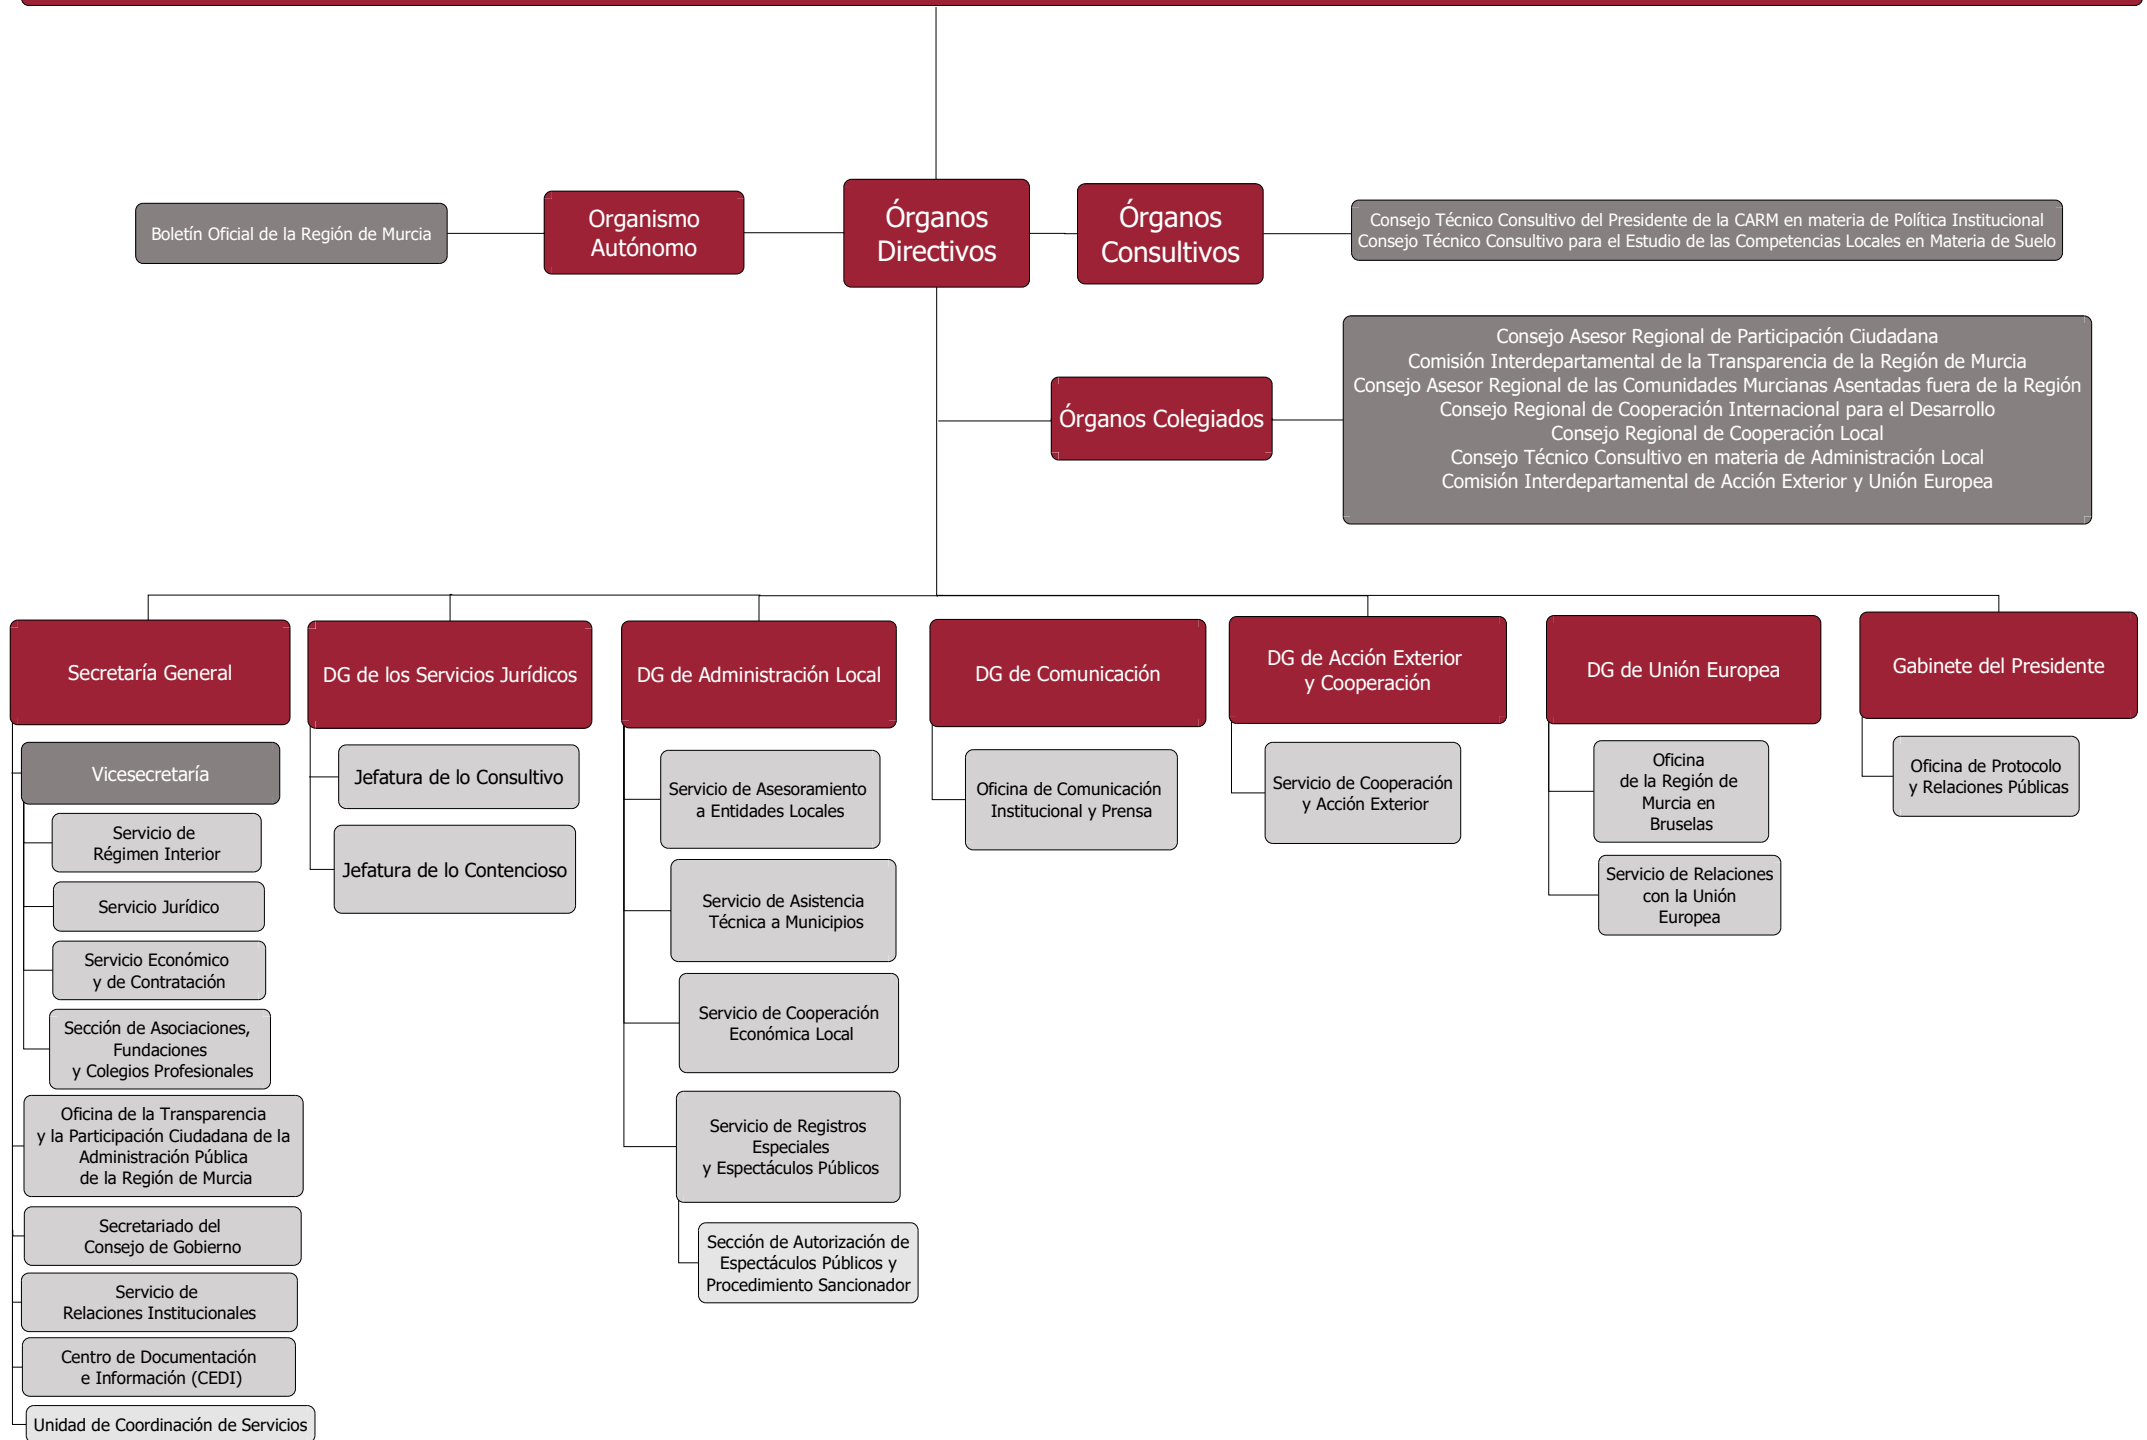 Boletín Oficial de la Región de Murcia
Organismo
Autónomo
Órganos
Directivos
Órganos
Consultivos
Consejo Técnico Consultivo del Presidente de la CARM en materia de Política Institucional
Consejo Técnico Consultivo para el Estudio de las Competencias Locales en Materia de Suelo
Órganos Colegiados
Consejo Asesor Regional de Participación Ciudadana
Comisión Interdepartamental de la Transparencia de la Región de Murcia
Consejo Asesor Regional de las Comunidades Murcianas Asentadas fuera de la Región
Consejo Regional de Cooperación Internacional para el Desarrollo
Consejo Regional de Cooperación Local
Consejo Técnico Consultivo en materia de Administración Local
Comisión Interdepartamental de Acción Exterior y Unión Europea
Secretaría General
Vicesecretaría
Servicio de
Régimen Interior
Servicio Jurídico
Servicio Económico
y de Contratación
Sección de Asociaciones,
Fundaciones
y Colegios Profesionales
Oficina de la Transparencia
y la Participación Ciudadana de la
Administración Pública
de la Región de Murcia
Secretariado del
Consejo de Gobierno
Servicio de
Relaciones Institucionales
Centro de Documentación
e Información (CEDI)
Unidad de Coordinación de Servicios
DG de los Servicios Jurídicos
Jefatura de lo Consultivo
Jefatura de lo Contencioso
DG de Administración Local
Servicio de Asesoramiento
a Entidades Locales
Servicio de Asistencia
Técnica a Municipios
Servicio de Cooperación
Económica Local
Servicio de Registros
Especiales
y Espectáculos Públicos
Sección de Autorización de
Espectáculos Públicos y
Procedimiento Sancionador
DG de Comunicación
Oficina de Comunicación
Institucional y Prensa
DG de Acción Exterior
y Cooperación
Servicio de Cooperación
y Acción Exterior
DG de Unión Europea
Oficina
de la Región de
Murcia en
Bruselas
Servicio de Relaciones
con la Unión
Europea
Gabinete del Presidente
Oficina de Protocolo
y Relaciones Públicas